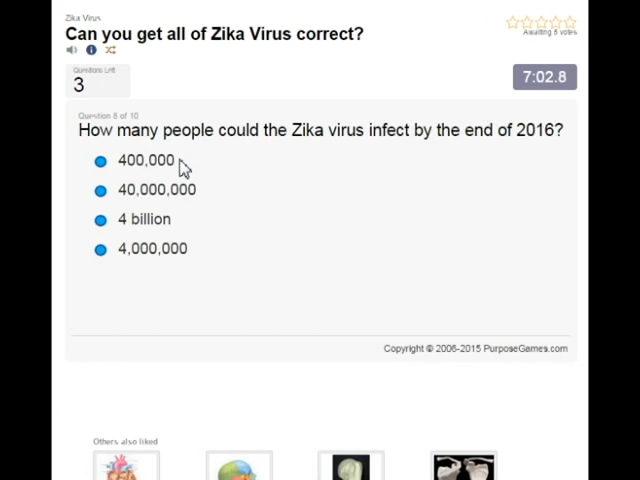 Zika Virus
Can you get all of Zika Virus correct?
Awaiting 5 votes
Questions Left
3
7:02.8
Question 8 of 10
How many people could the Zika virus infect by the end of 2016?
400,000
40,000,000
4 billion
4,000,000
Copyright © 2006-2015 PurposeGames.com
Others also liked